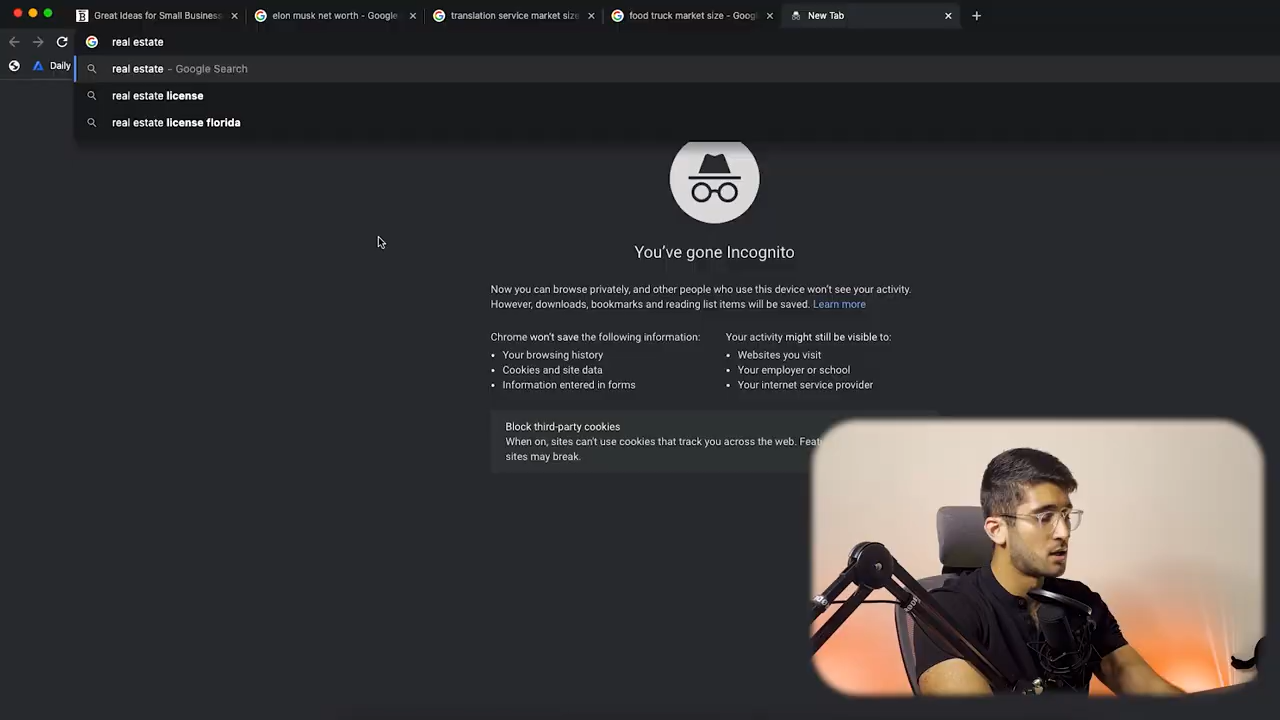 Great Ideas for Small Business
elon musk net worth - Google
translation service market size
food truck market size - Goog
New Tab
real estate
Daily
real estate - Google Search
real estate license
real estate license florida
You've gone Incognito
Now you can browse privately, and other people who use this device won't see your activity.
However, downloads, bookmarks and reading list items will be saved. Learn more
Chrome won't save the following information:
• Your browsing history
• Cookies and site data
• Information entered in forms
Your activity might still be visible to:
• Websites you visit
• Your employer or school
• Your internet service provider
Block third-party cookies
When on, sites can't use cookies that track you across the web.
sites may break.